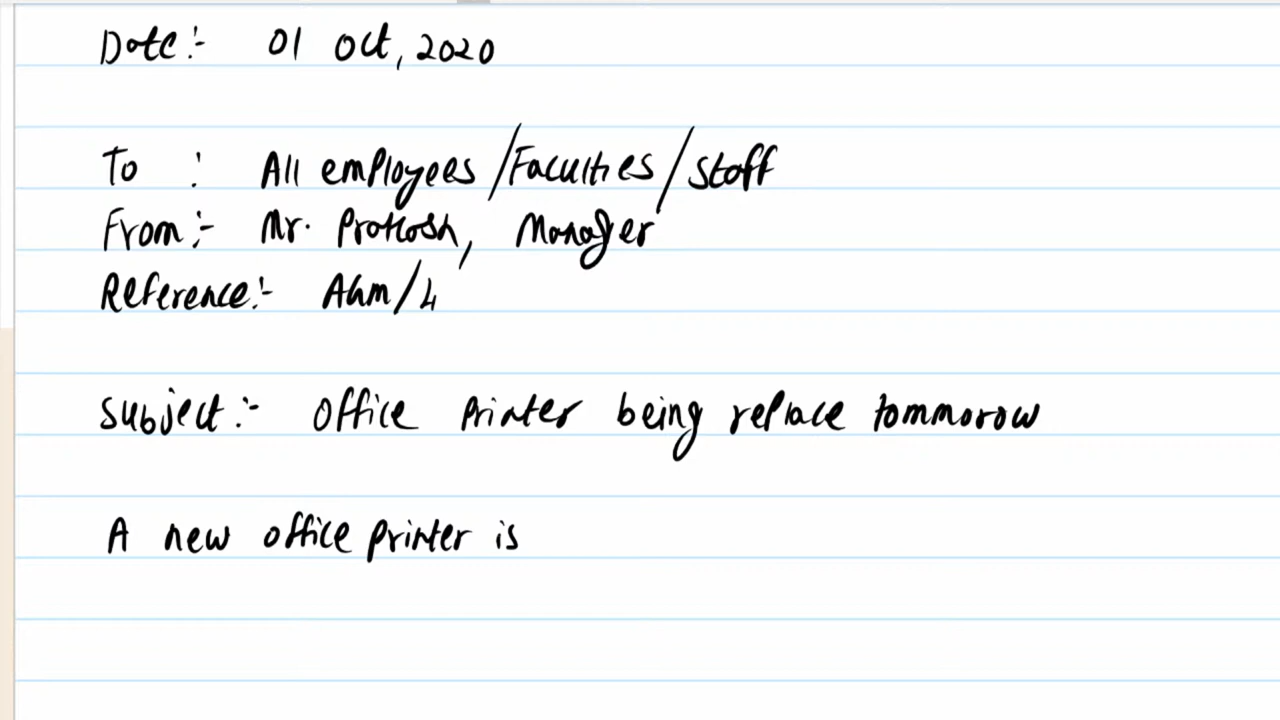 Date:- 01 Oct, 2020
To : All employees/Faculties/Staff
From:- Mr. Prakash, Manager
Reference:- Ahm/4
Subject:- Office Printer being replace tommorow
A new office printer is